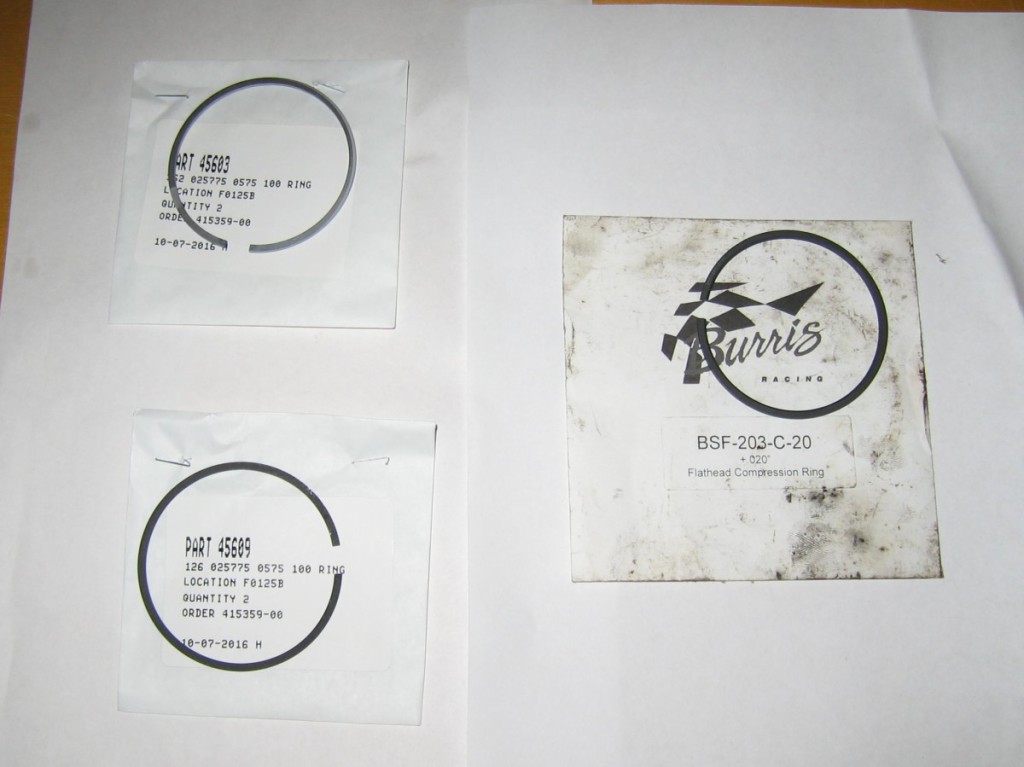 PART 45603
162 025775 0575 100 RING
LOCATION F0125B
QUANTITY 2
ORDER 415359-00
10-07-2016 H
PART 45609
126 025775 0575 100 RING
LOCATION F0125B
QUANTITY 2
ORDER 415359-00
10-07-2016 H
Burris
RACING
BSF-203-C-20
+.020"
Flathead Compression Ring